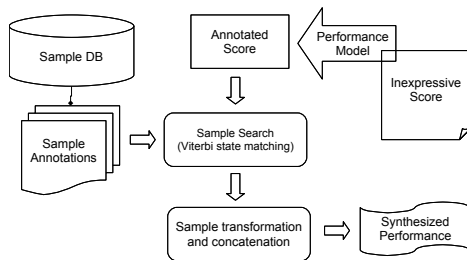 Sample DB
Annotated
Score
Performance
Model
Inexpressive
Score
Sample
Annotations
Sample Search
(Viterbi state matching)
Sample transformation
and concatenation
Synthesized
Performance